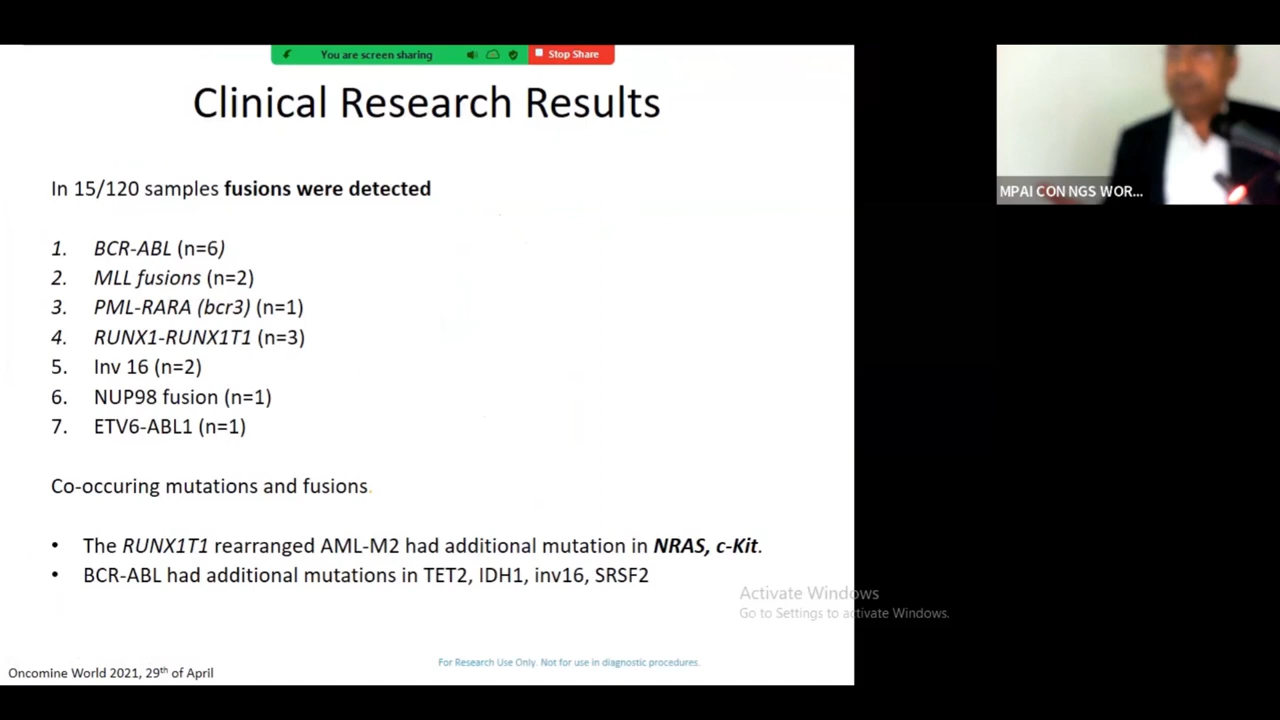 You are screen sharing
Stop Share
Clinical Research Results
In 15/120 samples fusions were detected
1. BCR-ABL (n=6)
2. MLL fusions (n=2)
3. PML-RARA (bcr3) (n=1)
4. RUNX1-RUNX1T1 (n=3)
5. Inv 16 (n=2)
6. NUP98 fusion (n=1)
7. ETV6-ABL1 (n=1)
Co-occuring mutations and fusions.
• The RUNX1T1 rearranged AML-M2 had additional mutation in NRAS, c-Kit.
• BCR-ABL had additional mutations in TET2, IDH1, inv16, SRSF2
For Research Use Only. Not for use in diagnostic procedures.
Oncomine World 2021, 29th of April
MPAI CON NGS WOR...
Activate Windows
Go to Settings to activate Windows.